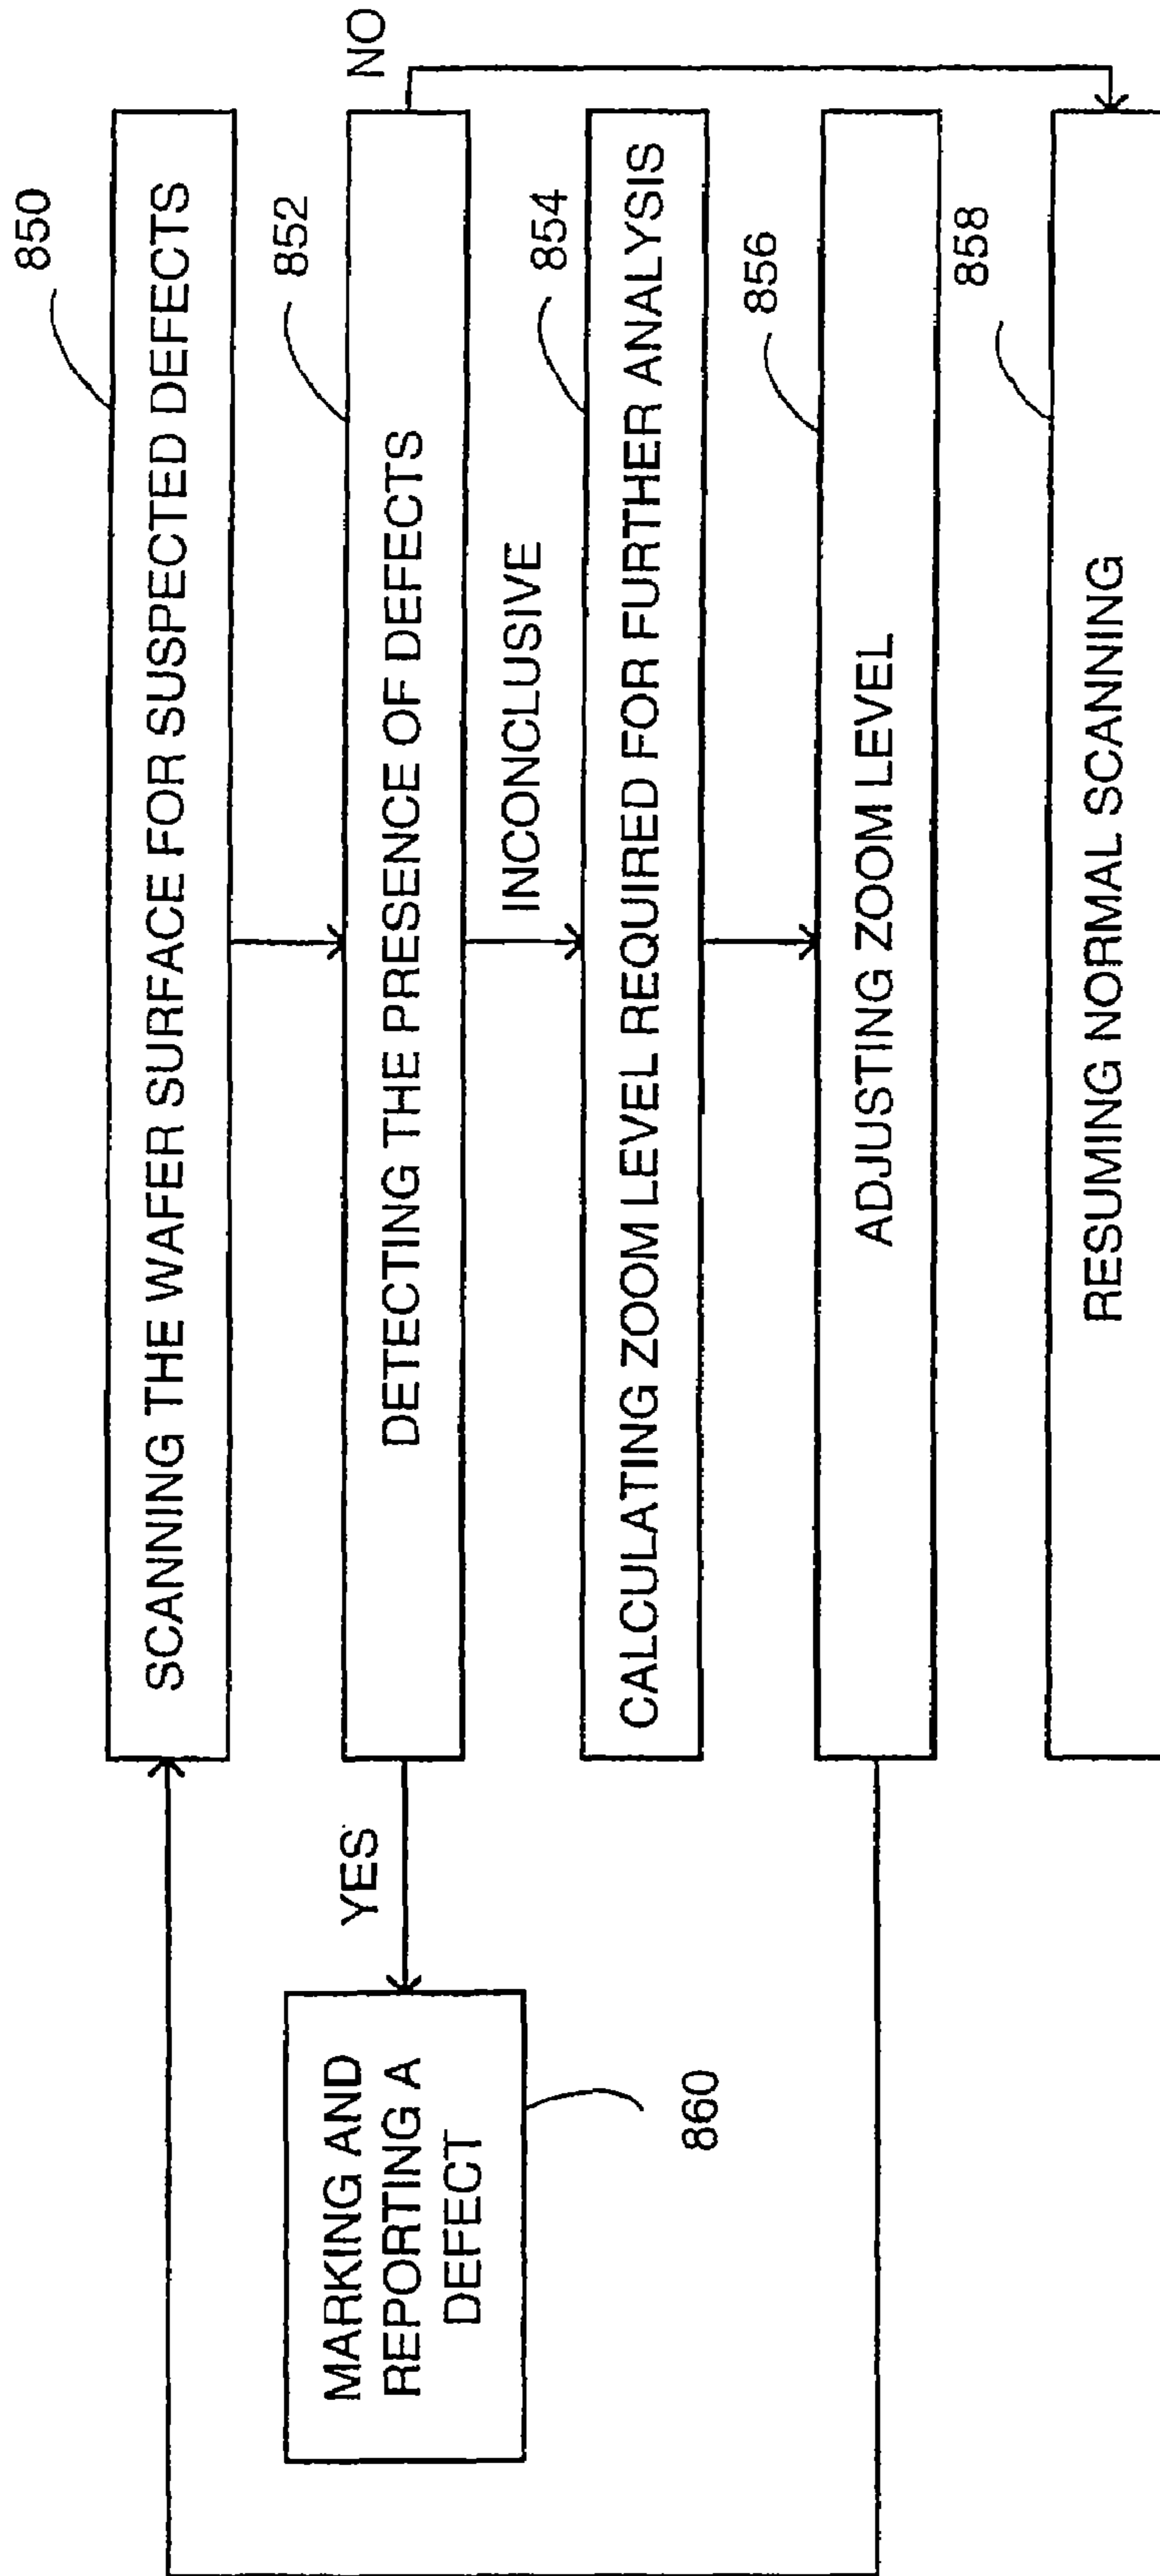 850
SCANNING THE WAFER SURFACE FOR SUSPECTED DEFECTS
852
DETECTING THE PRESENCE OF DEFECTS
NO
YES
MARKING AND
REPORTING A
DEFECT
860
INCONCLUSIVE
854
CALCULATING ZOOM LEVEL REQUIRED FOR FURTHER ANALYSIS
856
ADJUSTING ZOOM LEVEL
858
RESUMING NORMAL SCANNING